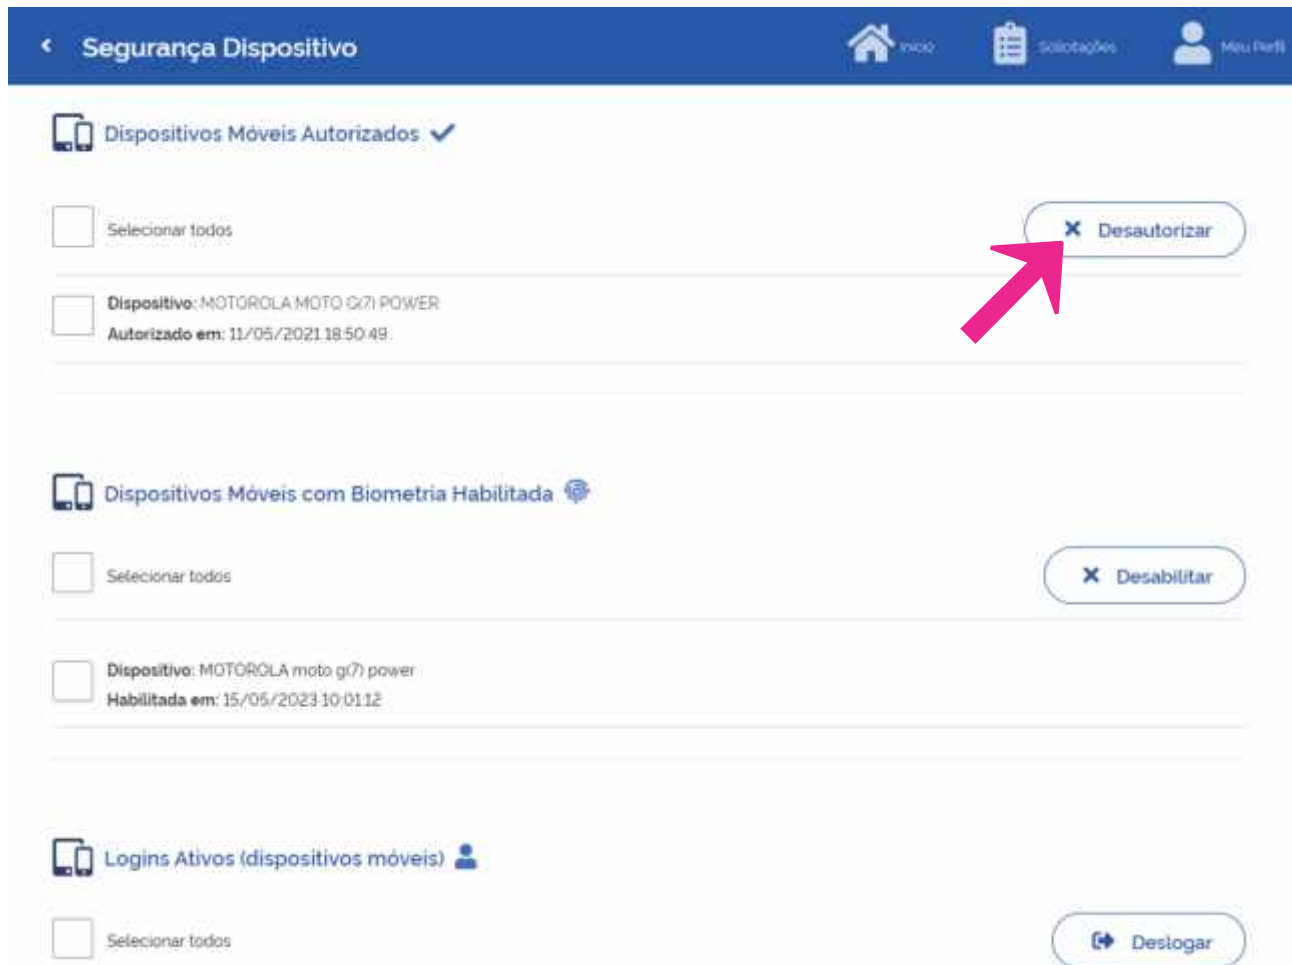 Segurança Dispositivo
Início
Solicitações
Meu Perfil
Dispositivos Móveis Autorizados
Selecionar todos
Desautorizar
Dispositivo: MOTOROLA MOTO G(7) POWER
Autorizado em: 11/05/2021 18:50:49
Dispositivos Móveis com Biometria Habilitada
Selecionar todos
Desabilitar
Dispositivo: MOTOROLA moto g(7) power
Habilitada em: 15/05/2023 10:01:12
Logins Ativos (dispositivos móveis)
Selecionar todos
Deslogar